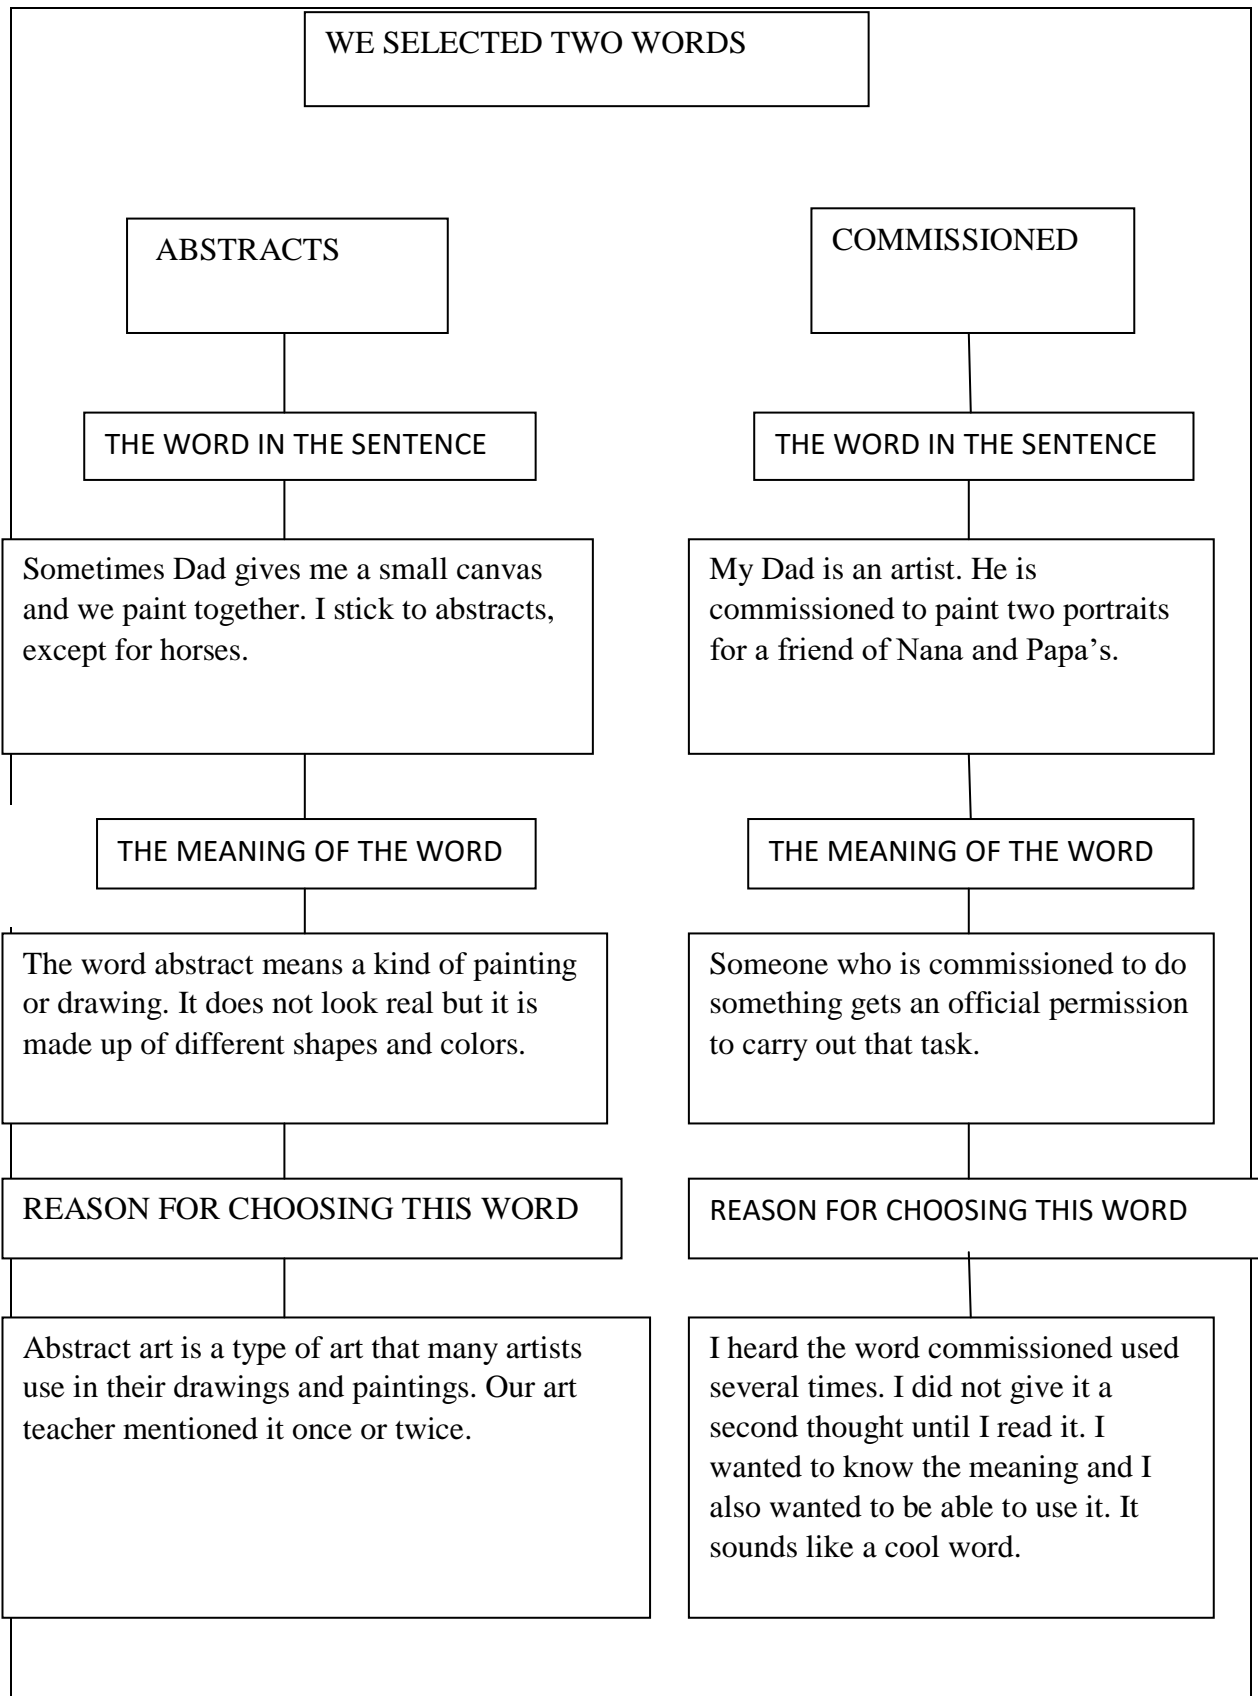 WE SELECTED TWO WORDS
ABSTRACTS
COMMISSIONED
THE WORD IN THE SENTENCE
THE WORD IN THE SENTENCE
Sometimes Dad gives me a small canvas
and we paint together. I stick to abstracts,
except for horses.
My Dad is an artist. He is
commissioned to paint two portraits
for a friend of Nana and Papa’s.
THE MEANING OF THE WORD
THE MEANING OF THE WORD
The word abstract means a kind of painting
or drawing. It does not look real but it is
made up of different shapes and colors.
Someone who is commissioned to do
something gets an official permission
to carry out that task.
REASON FOR CHOOSING THIS WORD
REASON FOR CHOOSING THIS WORD
Abstract art is a type of art that many artists
use in their drawings and paintings. Our art
teacher mentioned it once or twice.
I heard the word commissioned used
several times. I did not give it a
second thought until I read it. I
wanted to know the meaning and I
also wanted to be able to use it. It
sounds like a cool word.